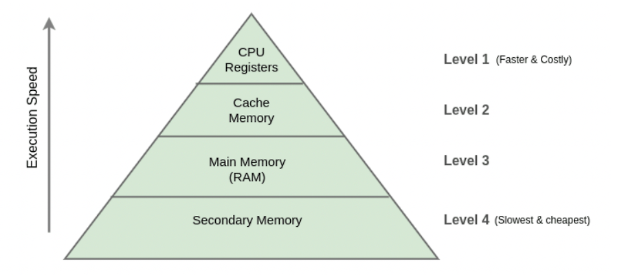 CPU
Registers
Level 1 (Faster & Costly)
Cache
Memory
Level 2
Main Memory
(RAM)
Level 3
Secondary Memory
Level 4 (Slowest & cheapest)
Execution Speed